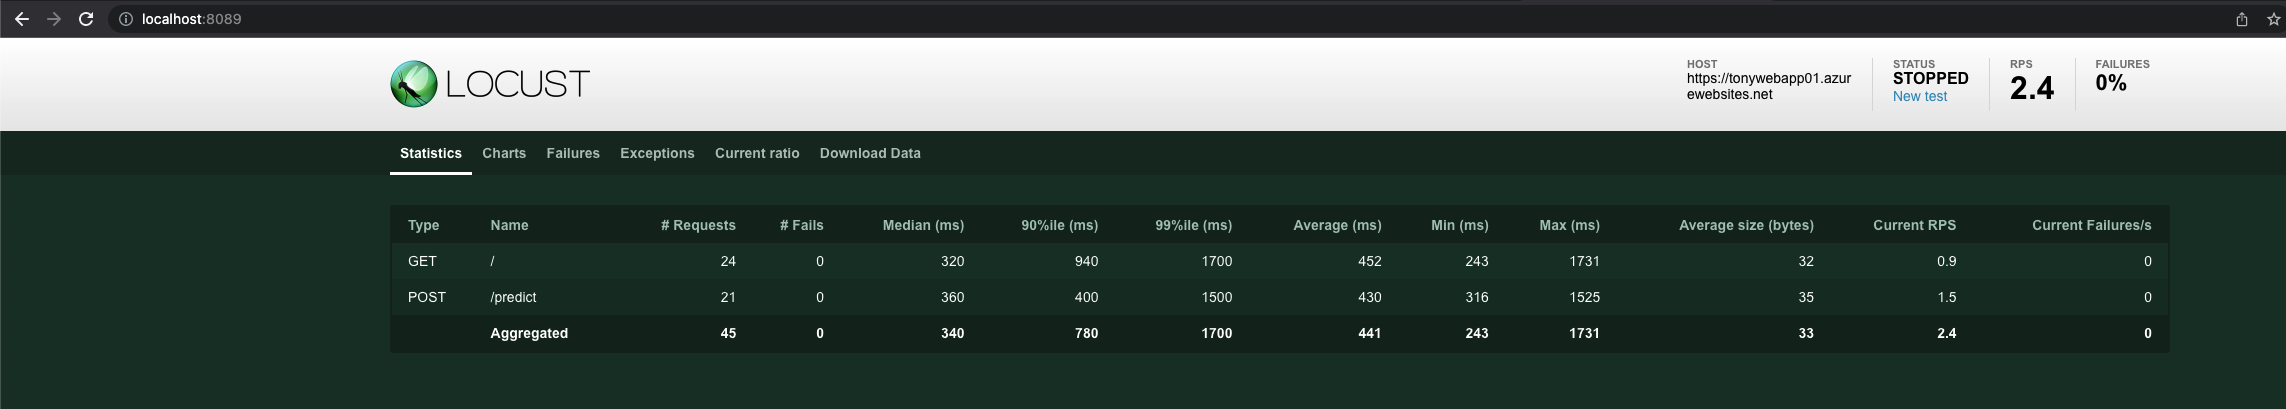 localhost:8089
LOCUST
HOST
https://tonywebapp01.azur
ewebsites.net
STATUS
STOPPED
New test
RPS
2.4
FAILURES
0%
Statistics Charts Failures Exceptions Current ratio Download Data
Type Name # Requests # Fails Median (ms) 90%ile (ms) 99%ile (ms) Average (ms) Min (ms) Max (ms) Average size (bytes) Current RPS Current Failures/s
GET / 24 0 320 940 1700 452 243 1731 32 0.9 0
POST /predict 21 0 360 400 1500 430 316 1525 35 1.5 0
Aggregated 45 0 340 780 1700 441 243 1731 33 2.4 0